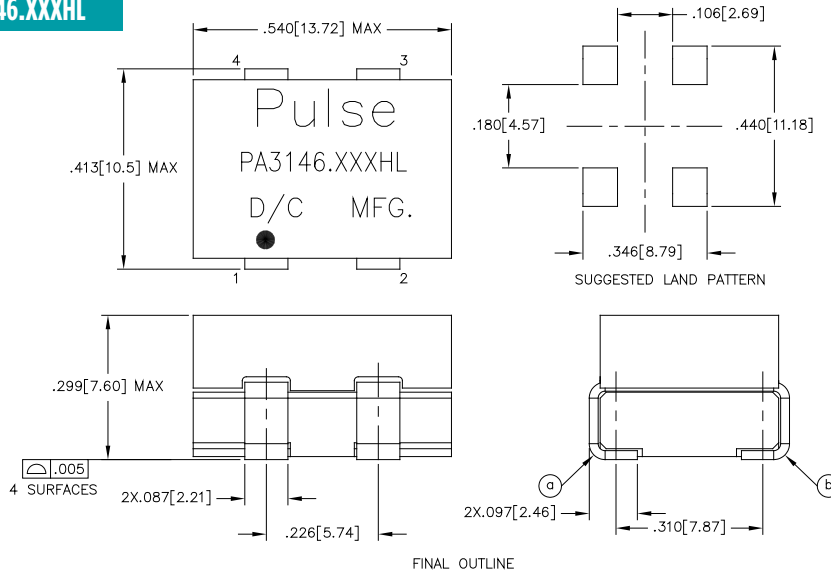 46.XXXHL
.540[13.72] MAX
.106[2.69]
4
3
Pulse
.180[4.57]
.440[11.18]
.413[10.5] MAX
PA3146.XXXHL
D/C MFG.
.346[8.79]
1
2
SUGGESTED LAND PATTERN
.299[7.60] MAX
.005
4 SURFACES
2X.087[2.21]
.226[5.74]
a
b
2X.097[2.46]
.310[7.87]
FINAL OUTLINE